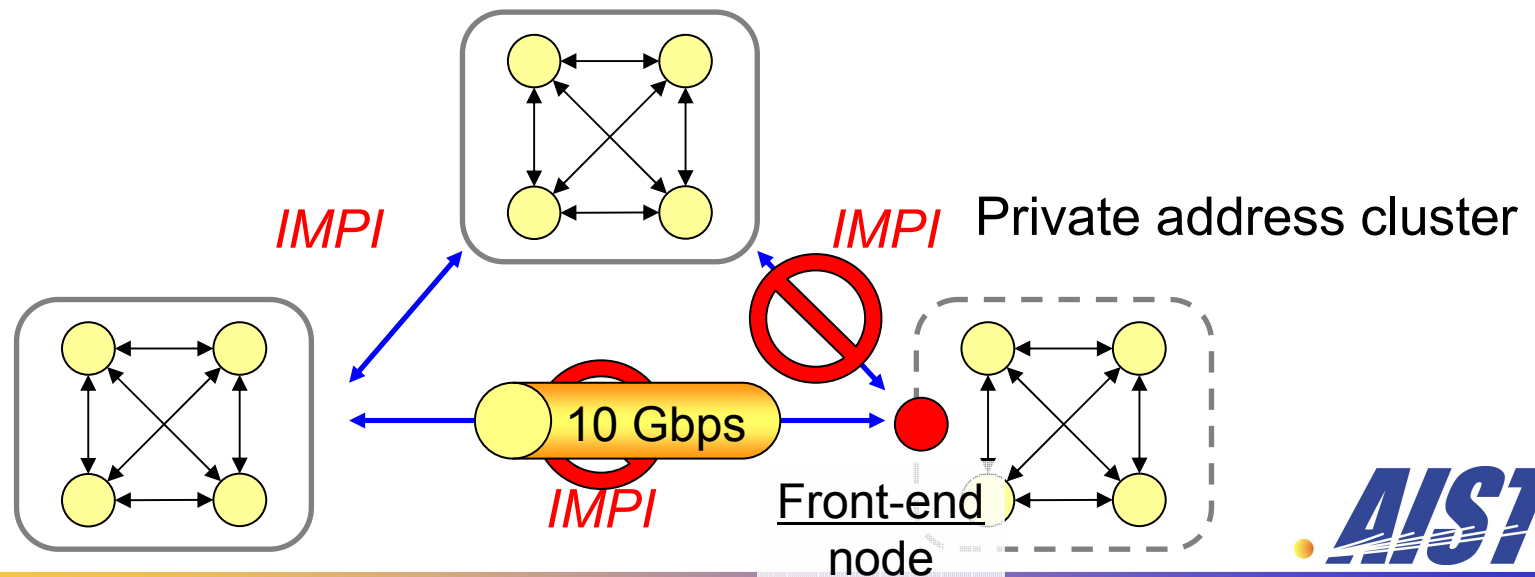 IMPI
IMPI
Private address cluster
10 Gbps
IMPI
Front-end
node
AIST